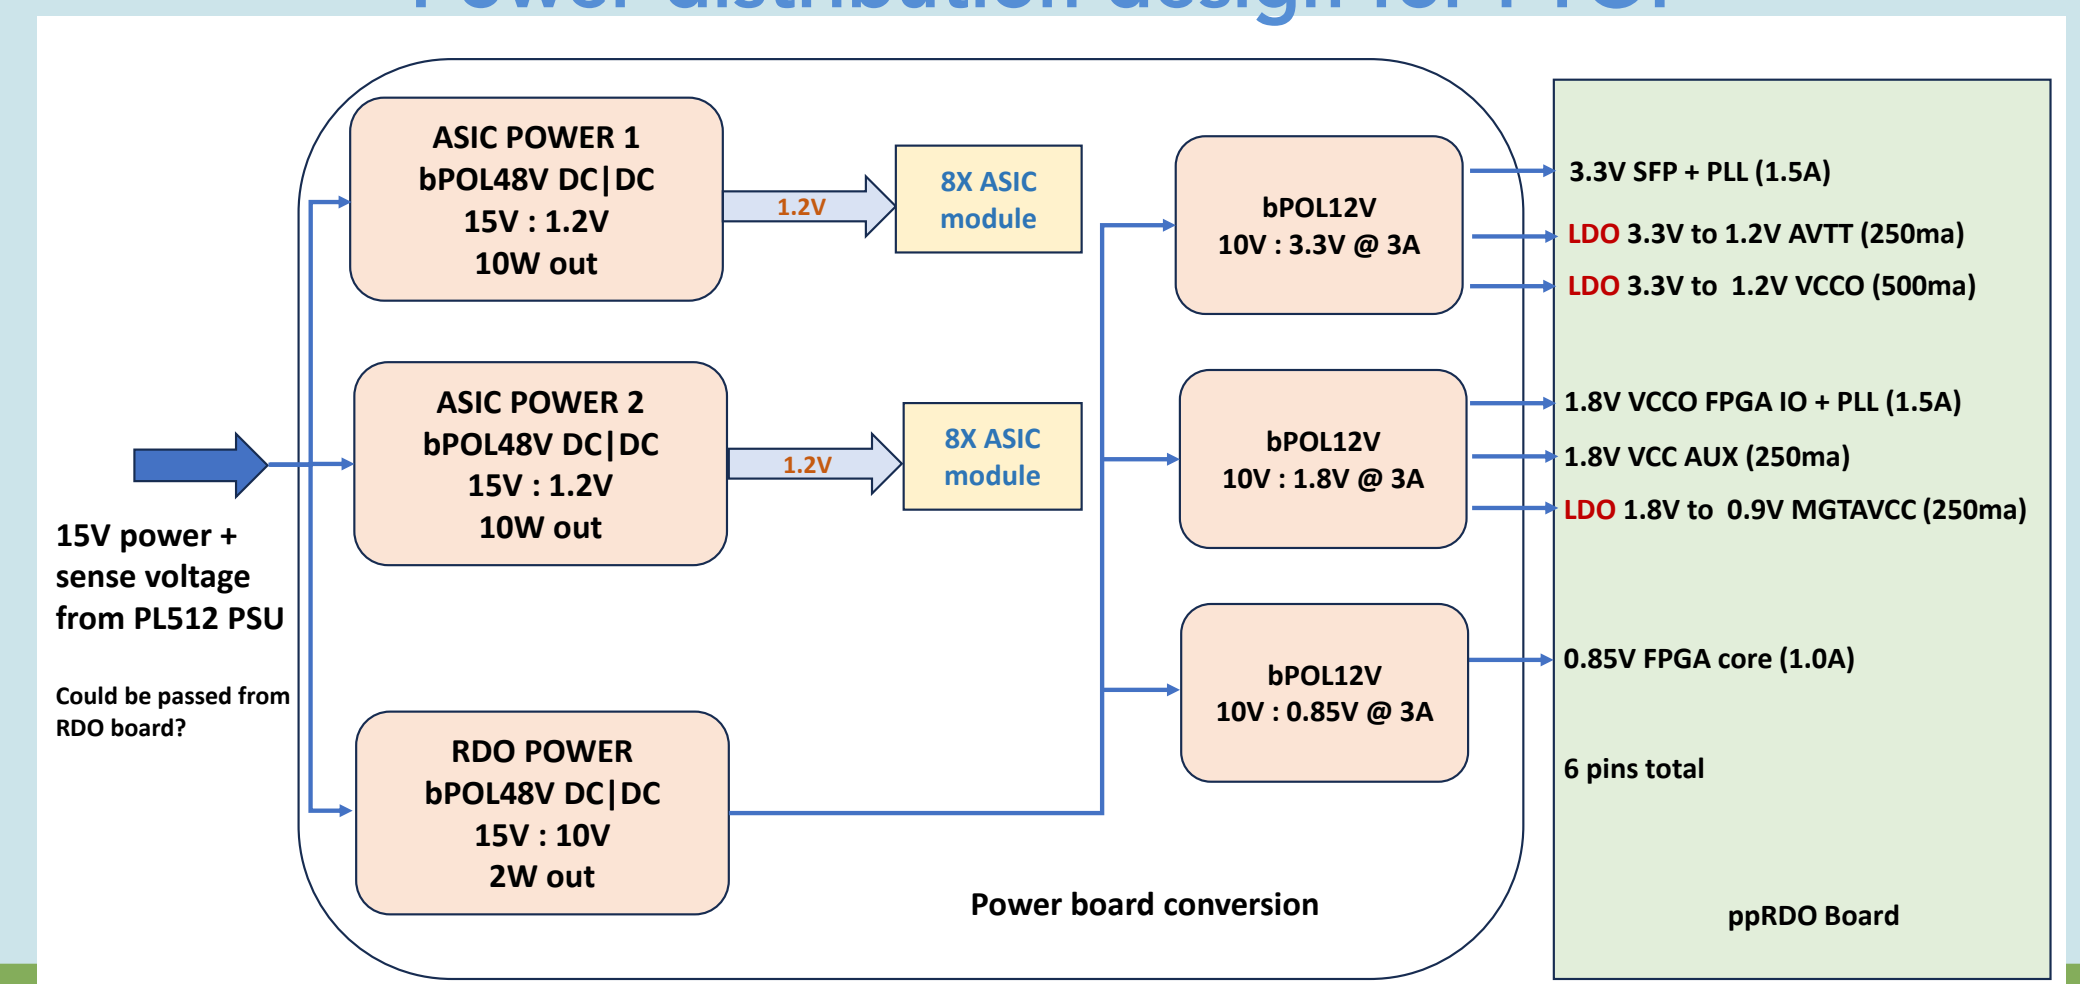 Power distribution design for FTOF
ASIC POWER 1
bPOL48V DC|DC
15V : 1.2V
10W out
1.2V
8X ASIC
module
ASIC POWER 2
bPOL48V DC|DC
15V : 1.2V
10W out
1.2V
8X ASIC
module
15V power +
sense voltage
from PL512 PSU
Could be passed from
RDO board?
RDO POWER
bPOL48V DC|DC
15V : 10V
2W out
bPOL12V
10V : 3.3V @ 3A
bPOL12V
10V : 1.8V @ 3A
bPOL12V
10V : 0.85V @ 3A
Power board conversion
3.3V SFP + PLL (1.5A)
LDO 3.3V to 1.2V AVTT (250ma)
LDO 3.3V to 1.2V VCCO (500ma)
1.8V VCCO FPGA IO + PLL (1.5A)
1.8V VCC AUX (250ma)
LDO 1.8V to 0.9V MGTAVCC (250ma)
0.85V FPGA core (1.0A)
6 pins total
ppRDO Board